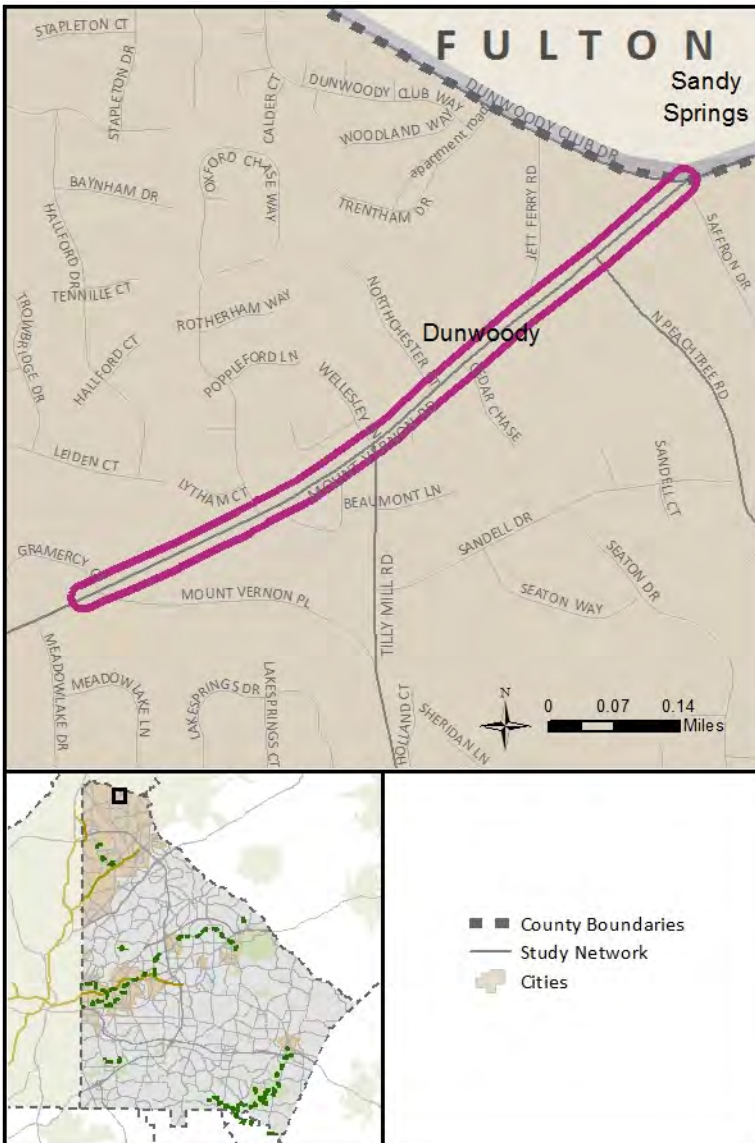 STAPLETON CT
FULTON
STAPLETON DR
CALDER CT
DUNWOODY CLUB WAY
DUNWOODY CLUB DR
Sandy
Springs
WOODLAND WAY
apartment road
OXFORD CHASE WAY
BAYNHAM DR
TRENTHAM DR
JETT FERRY RD
SAFFRON DR
HALLFORD DR
TENNILLE CT
ROTHERHAM WAY
NORTHCHESTER
Dunwoody
N PEACHTREE RD
TROWBRIDGE DR
HALLFORD CT
POPPLEFORD LN
WELLESLEY LN
CEDAR CHASE
MOUNT VERNON RD
LEIDEN CT
LYTHAM CT
BEAUMONT LN
SANDELL CT
SANDELL DR
GRAMERCY
MOUNT VERNON PL
TILLY MILL RD
SEATON DR
SEATON WAY
MEADOWLAKE DR
MEADOWLAKE LN
LAKESPRINGS DR
LAKESPRINGS CT
HOLLAND CT
SHERIDAN LN
N
0 0.07 0.14
Miles
County Boundaries
Study Network
Cities